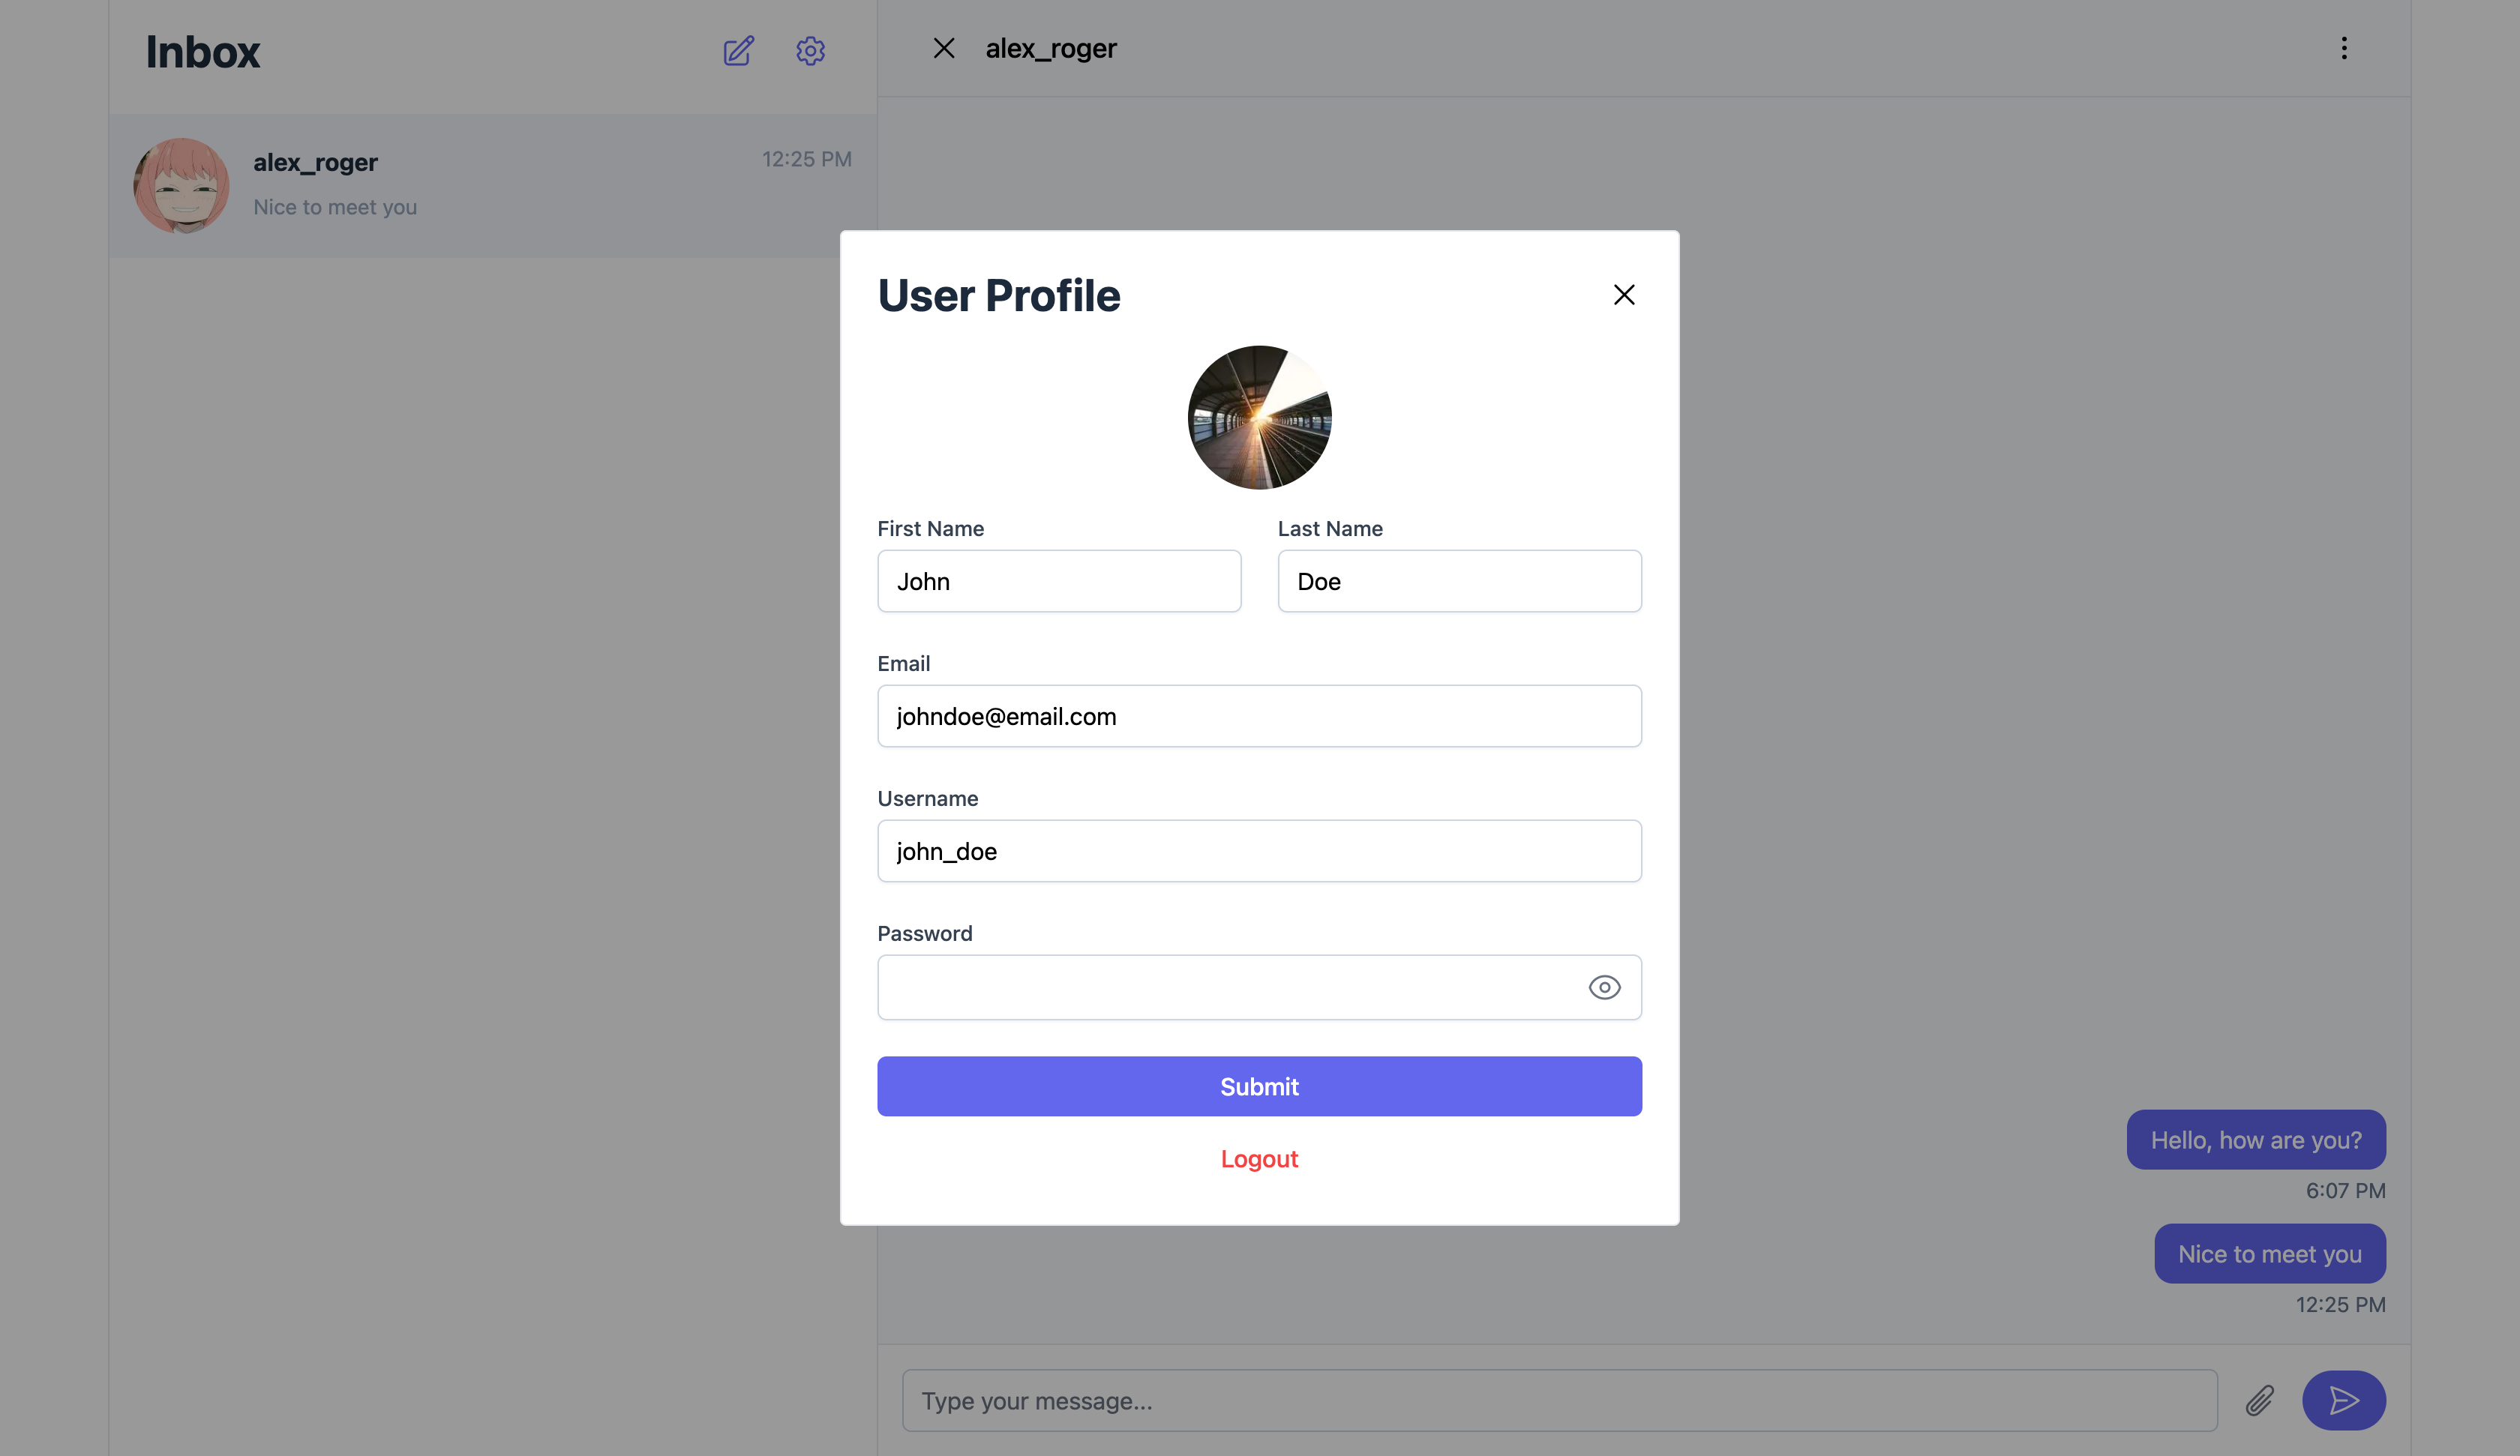 Inbox
alex_roger
12:25 PM
Nice to meet you
alex_roger
User Profile
First Name
Last Name
John
Doe
Email
johndoe@email.com
Username
john_doe
Password
Submit
Logout
Hello, how are you?
6:07 PM
Nice to meet you
12:25 PM
Type your message...